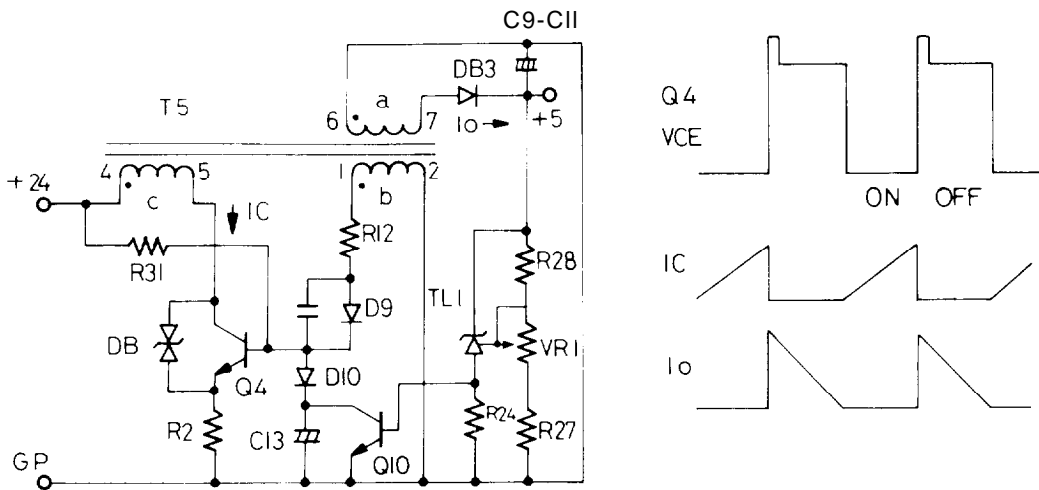 C9-C11
DB3
a
T5
6
7
Io
+5
4
5
1
2
+24
c
b
IC
R12
R28
R31
D9
TL1
VR1
DB
D10
Q4
R24
R2
C13
R27
Q10
GP
Q4
VCE
ON OFF
IC
Io